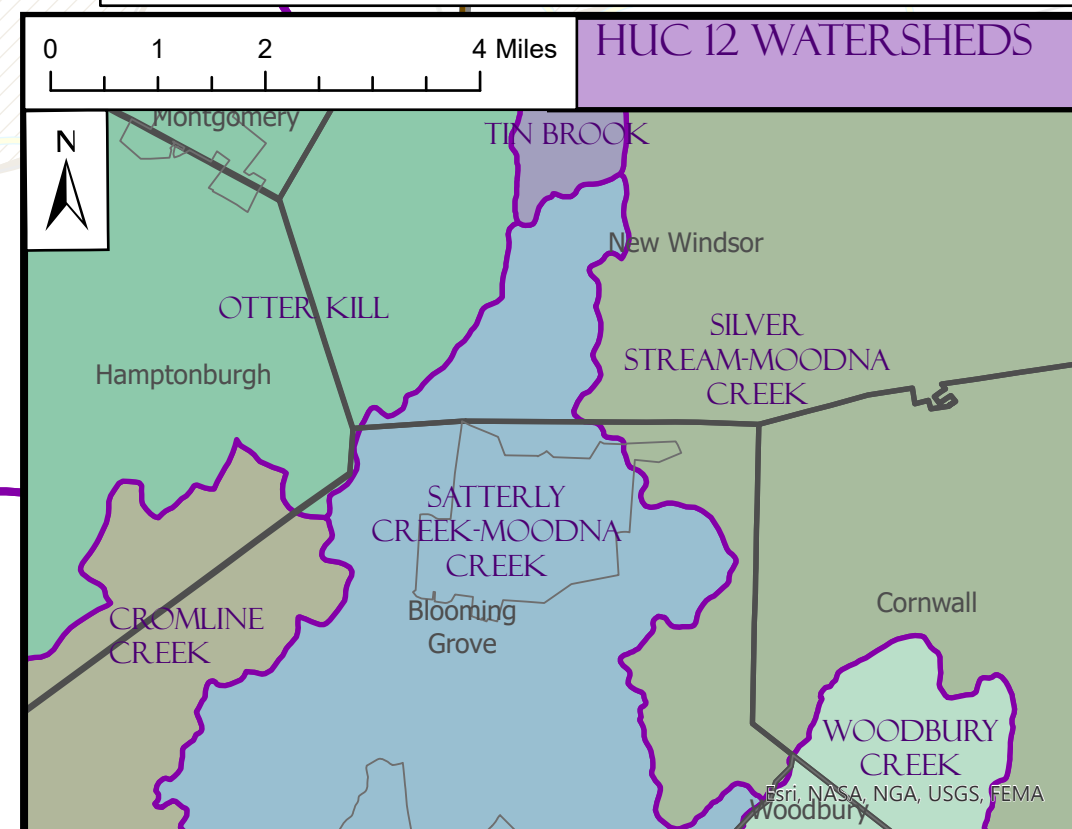 0 1 2 4 Miles
HUC 12 WATERSHEDS
N
Montgomery
TIN BROOK
New Windsor
OTTER KILL
SILVER
STREAM-MOODNA
CREEK
Hamptonburgh
SATTERLY
CREEK-MOODNA
CREEK
Blooming
Grove
Cornwall
CROMLINE
CREEK
WOODBURY
CREEK
Esri, NASA, NGA, USGS, FEMA
Woodbury